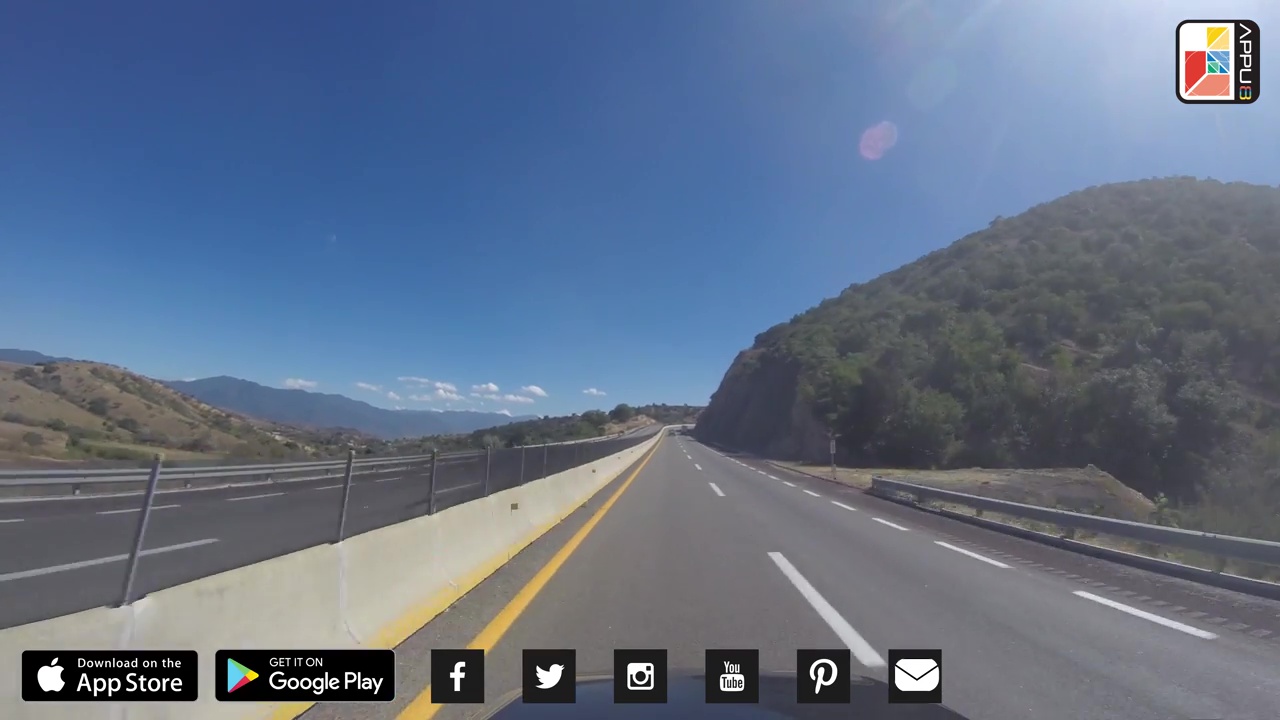 APPU8
Download on the
App Store
GET IT ON
Google Play
You
Tube